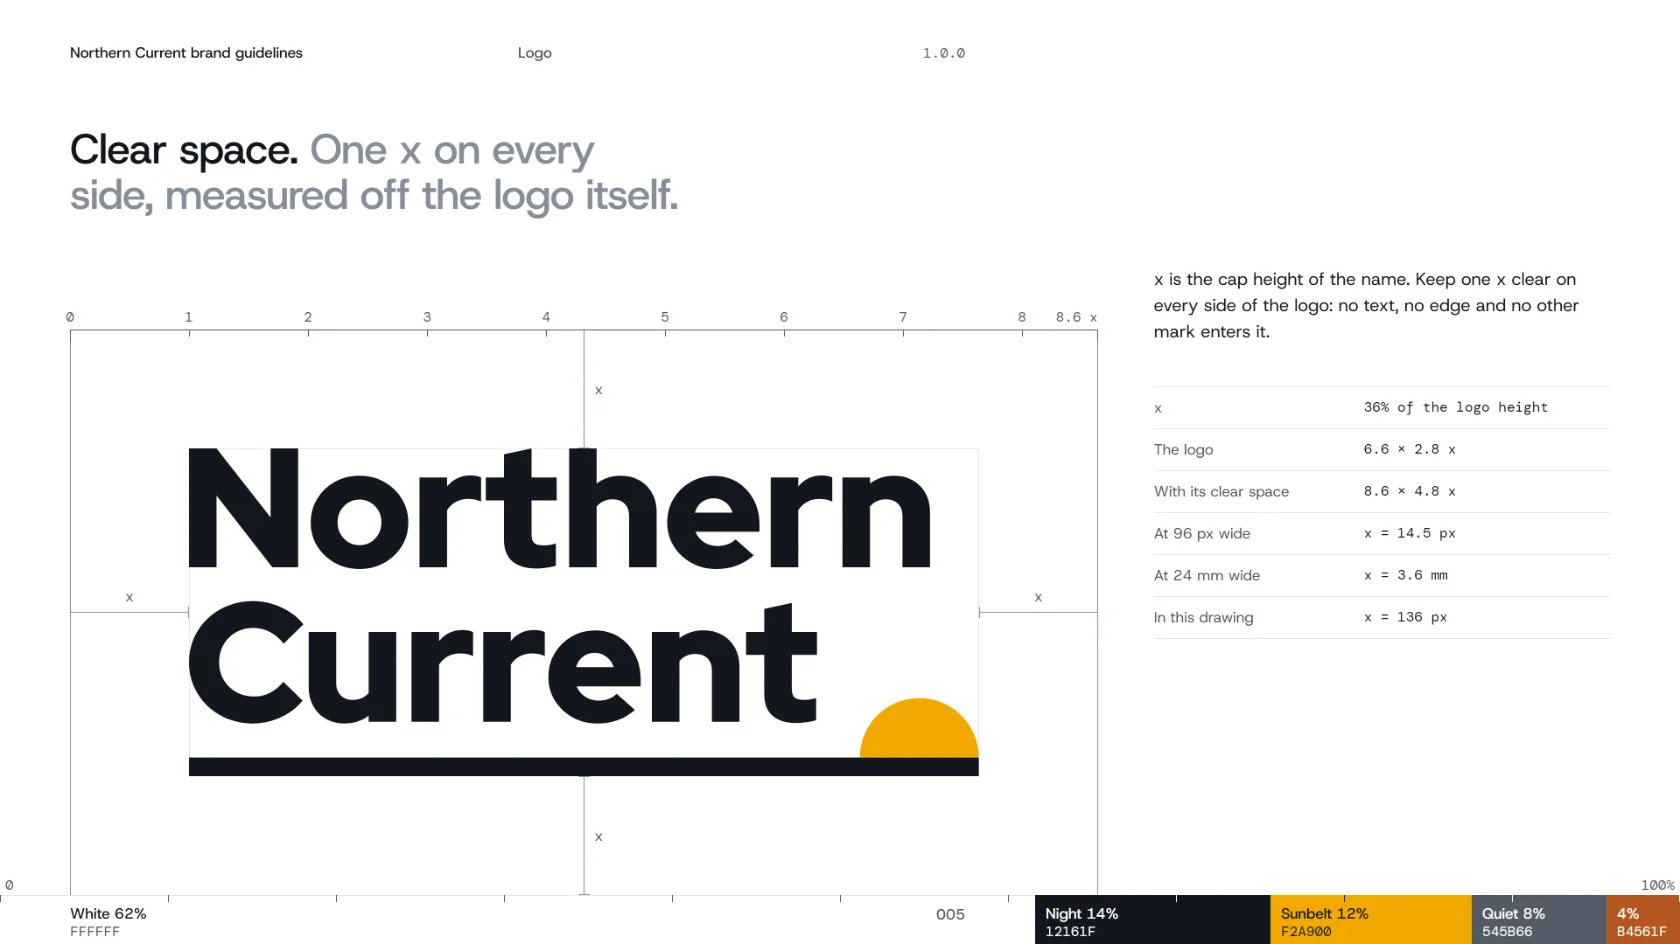 Northern Current brand guidelines
Logo
1.0.0
Clear space. One x on every
side, measured off the logo itself.
x is the cap height of the name. Keep one x clear on
every side of the logo: no text, no edge and no other
mark enters it.
0 1 2 3 4 5 6 7 8 8.6 x
x
x
x
x
Northern
Current
x 36% of the logo height
The logo 6.6 × 2.8 x
With its clear space 8.6 × 4.8 x
At 96 px wide x = 14.5 px
At 24 mm wide x = 3.6 mm
In this drawing x = 136 px
0
100%
White 62%
FFFFFF
005
Night 14%
12161F
Sunbelt 12%
F2A900
Quiet 8%
545B66
4%
B4561F